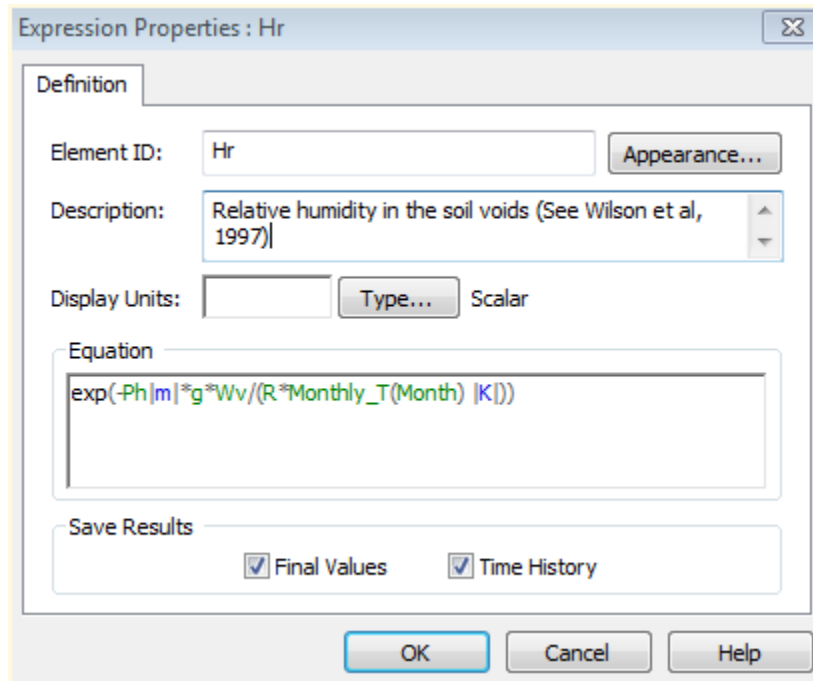 Expression Properties : Hr
Definition
Element ID: Hr Appearance...
Description: Relative humidity in the soil voids (See Wilson et al,
1997)
Display Units: Type... Scalar
Equation
exp(-Ph|m|*g*Wv/(R*Monthly_T(Month) |K|))
Save Results
Final Values Time History
OK Cancel Help